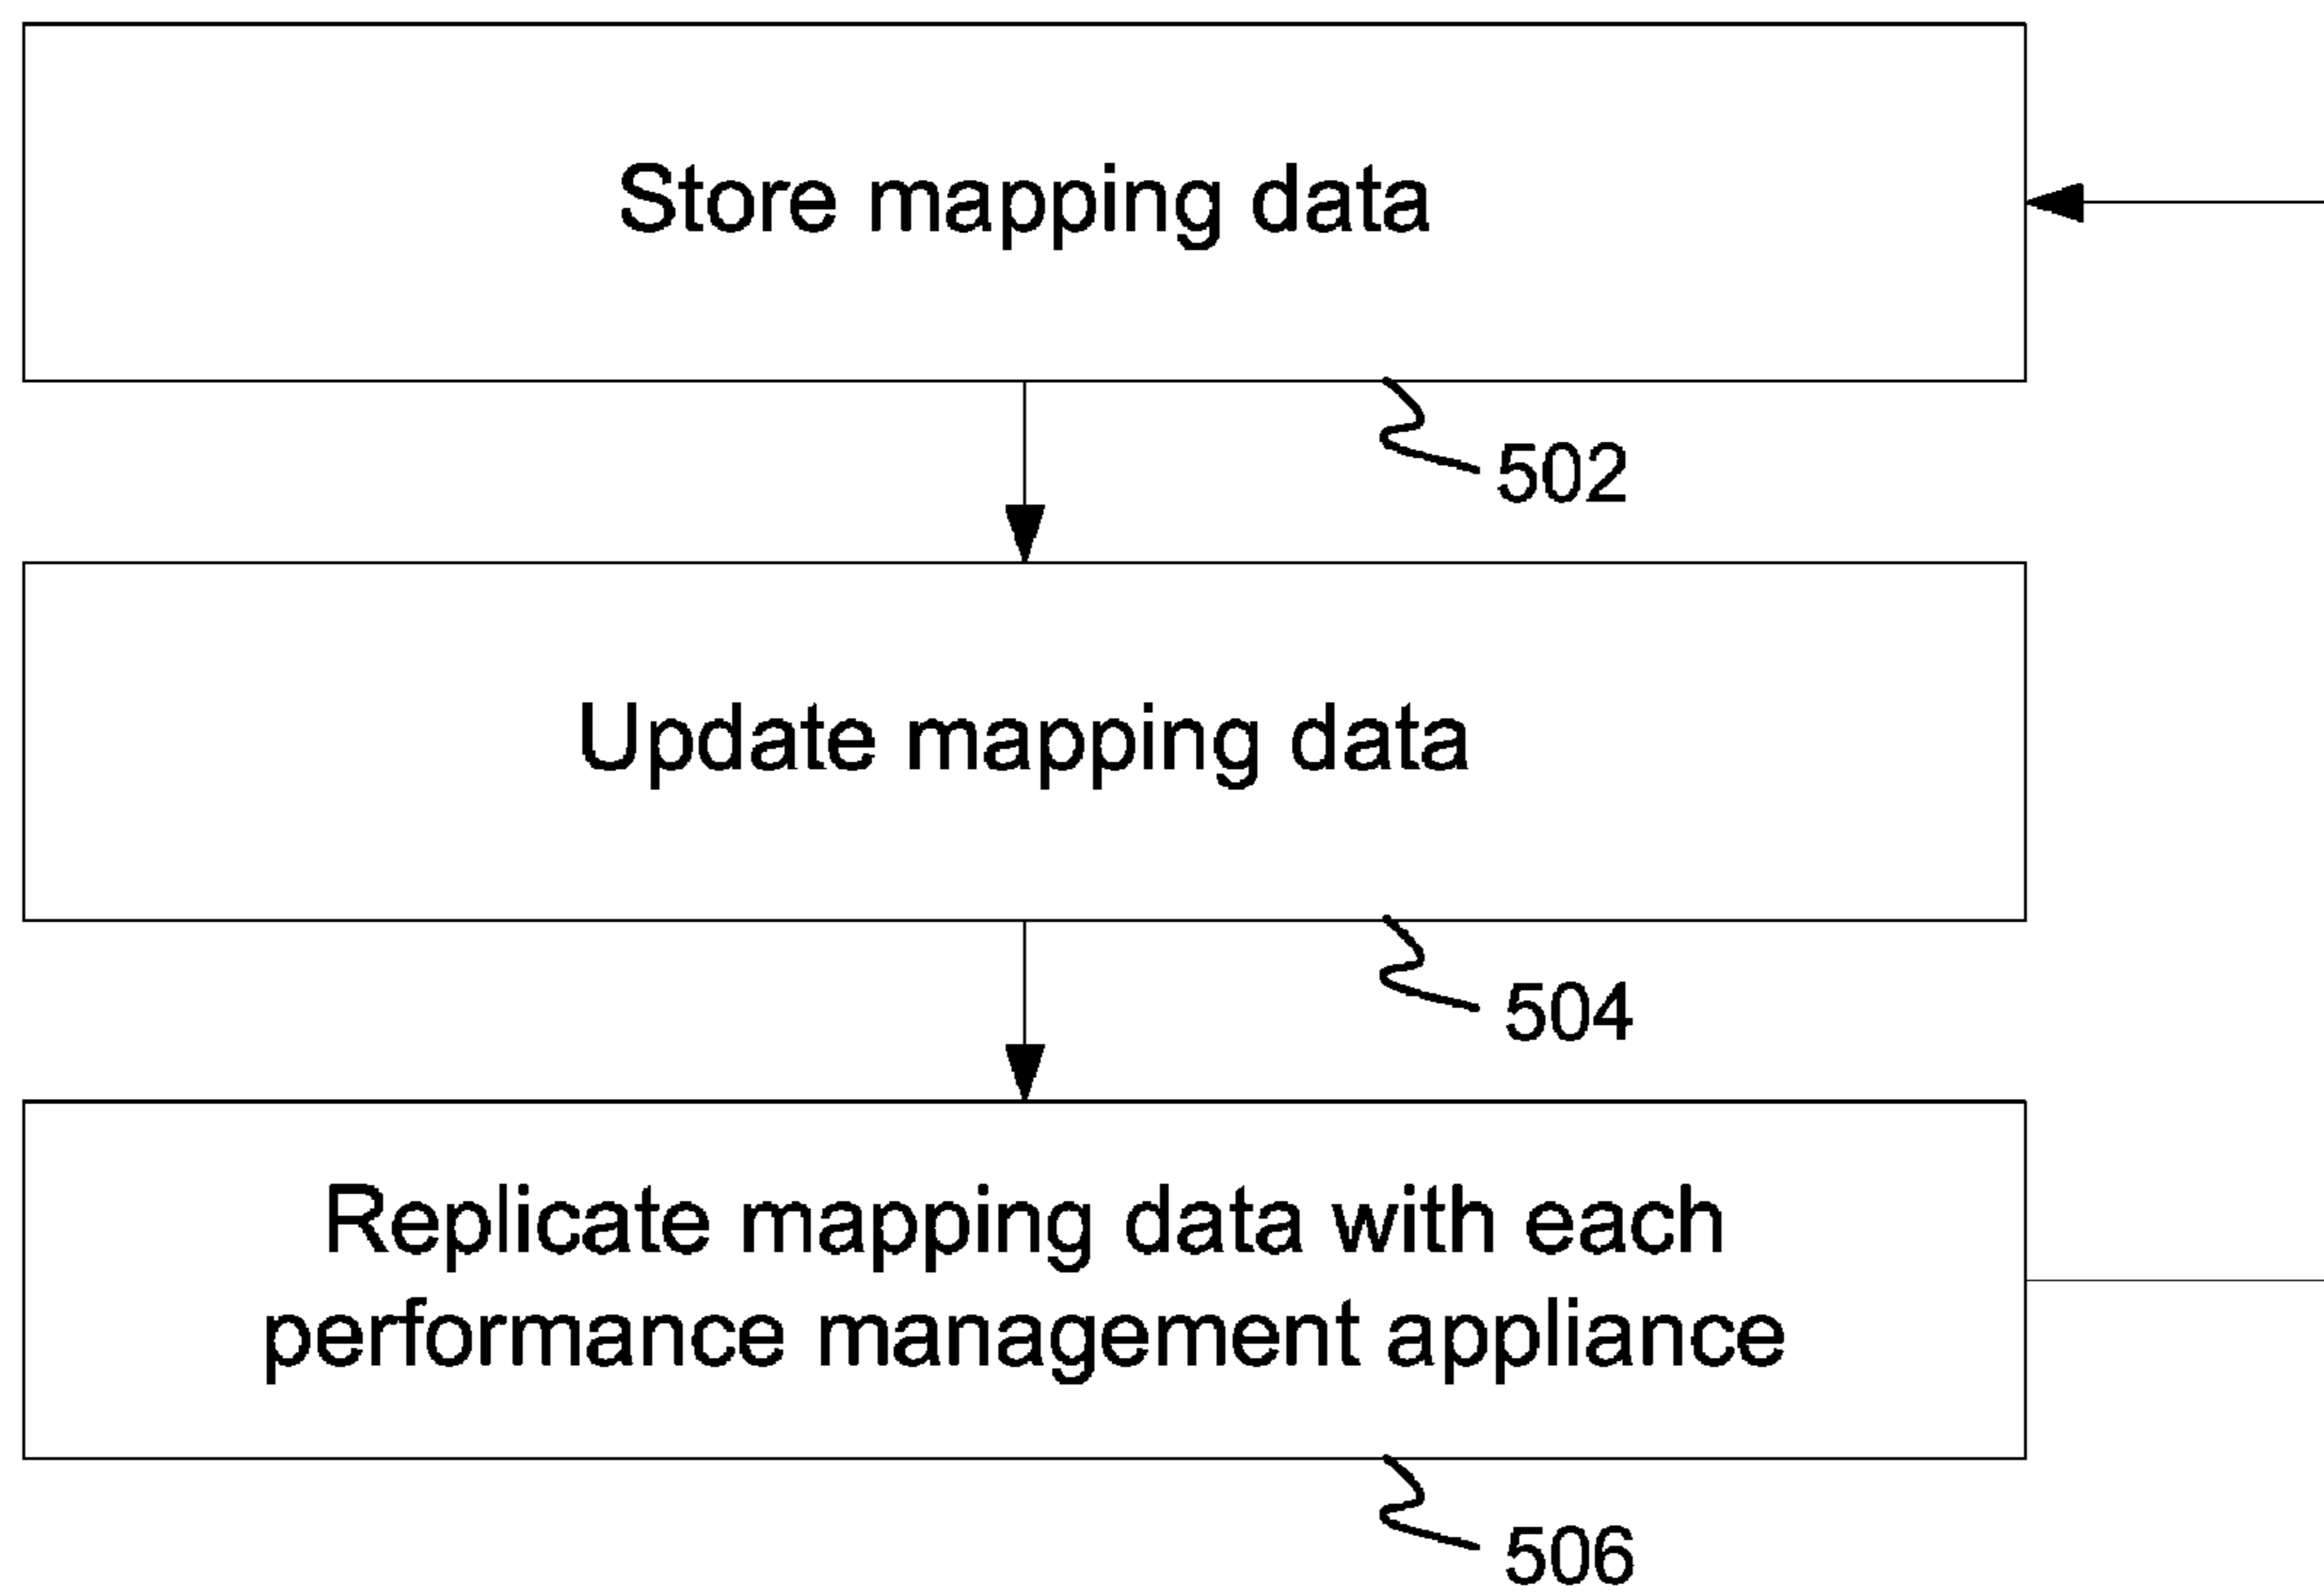 Store mapping data
502
Update mapping data
504
Replicate mapping data with each
performance management appliance
506